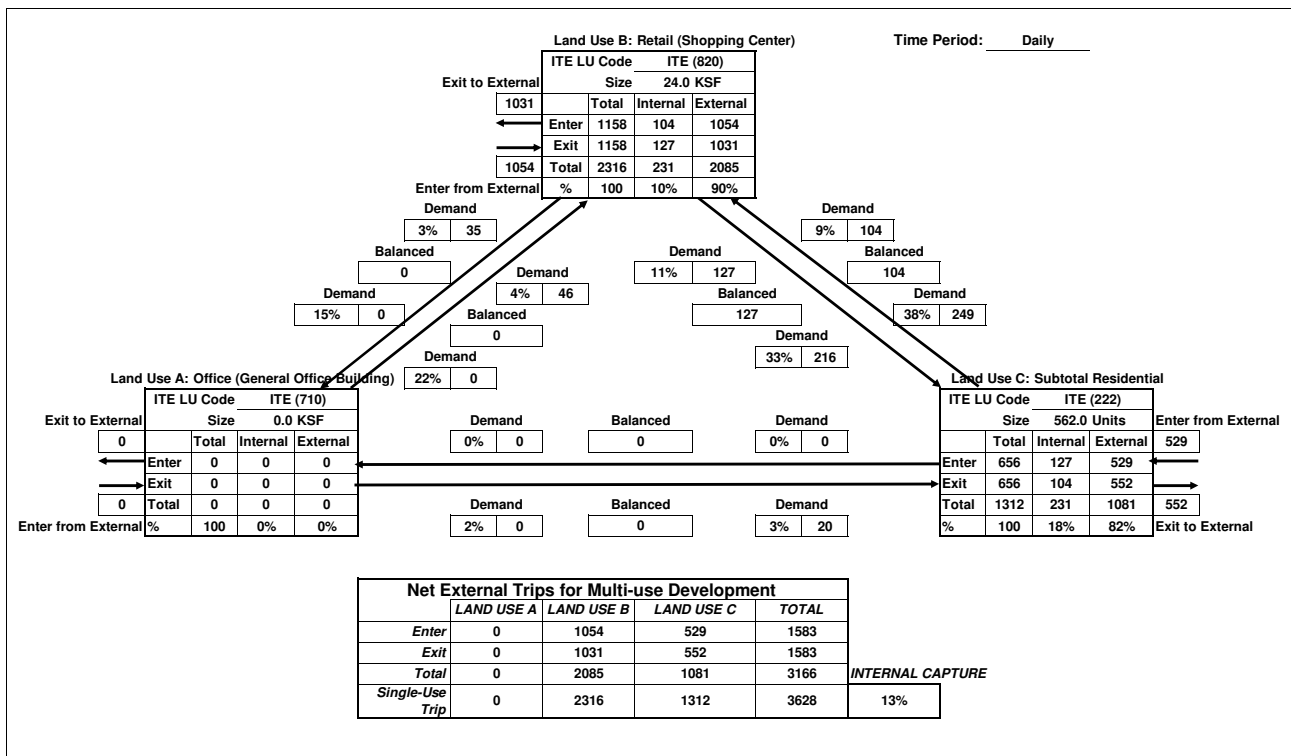 Land Use B: Retail (Shopping Center)
Time Period: Daily
ITE LU Code ITE (820)
Exit to External Size 24.0 KSF
1031 Total Internal External
Enter 1158 104 1054
Exit 1158 127 1031
1054 Total 2316 231 2085
Enter from External % 100 10% 90%
Demand Demand
3% 35 9% 104
Balanced Demand Balanced
0 11% 127 104
Demand Demand Balanced Demand
15% 0 4% 46 127 38% 249
Balanced
0
Demand
33% 216
Demand
22% 0
Land Use A: Office (General Office Building)
ITE LU Code ITE (710)
Exit to External Size 0.0 KSF
0 Total Internal External
Enter 0 0 0
Exit 0 0 0
0 Total 0 0 0
Enter from External % 100 0% 0%
Demand Balanced Demand
0% 0 0 0% 0
Demand Balanced Demand
2% 0 0 3% 20
Land Use C: Subtotal Residential
ITE LU Code ITE (222)
Size 562.0 Units Enter from External
Total Internal External 529
Enter 656 127 529
Exit 656 104 552
Total 1312 231 1081 552
% 100 18% 82% Exit to External
Net External Trips for Multi-use Development
LAND USE A LAND USE B LAND USE C TOTAL
Enter 0 1054 529 1583
Exit 0 1031 552 1583
Total 0 2085 1081 3166 INTERNAL CAPTURE
Single-Use
Trip 0 2316 1312 3628 13%